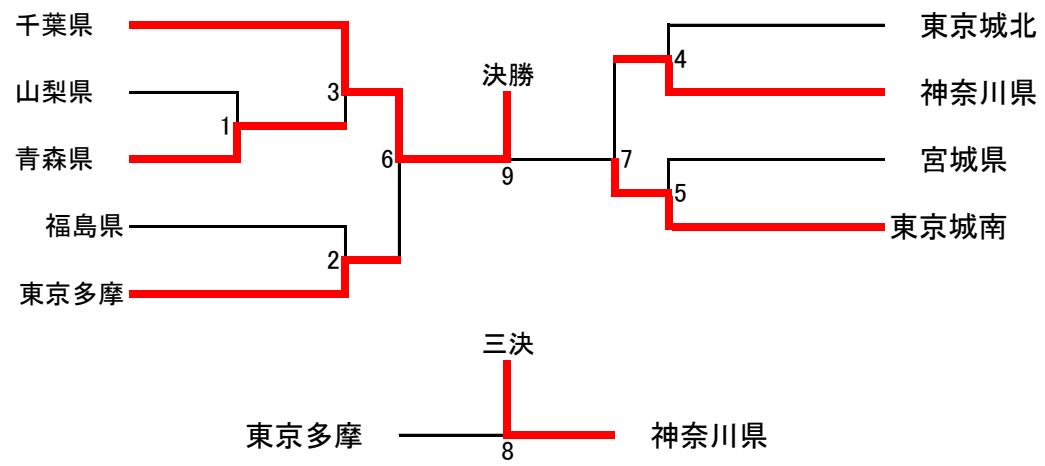 千葉県
東京城北
4
決勝
山梨県
3
神奈川県
1
青森県
6
7
宮城県
9
5
福島県
東京城南
2
東京多摩
三決
東京多摩
神奈川県
8